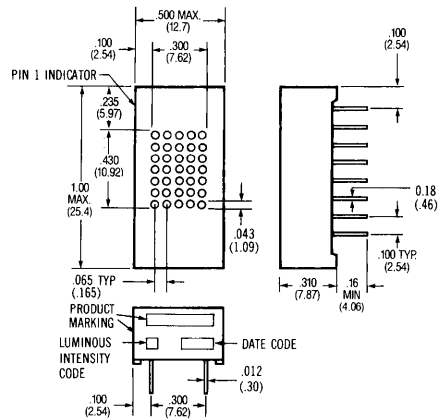 .500 MAX.
(12.7)
.100
(2.54)
.300
(7.62)
.100
(2.54)
PIN 1 INDICATOR
.235
(5.97)
.430
(10.92)
1.00
MAX.
(25.4)
0.18
(.46)
.043
(1.09)
.065 TYP
(.165)
.100 TYP.
(2.54)
.310
(7.87)
.16
MIN
(4.06)
PRODUCT
MARKING
LUMINOUS
INTENSITY
CODE
DATE CODE
.012
(.30)
.100
(2.54)
.300
(7.62)